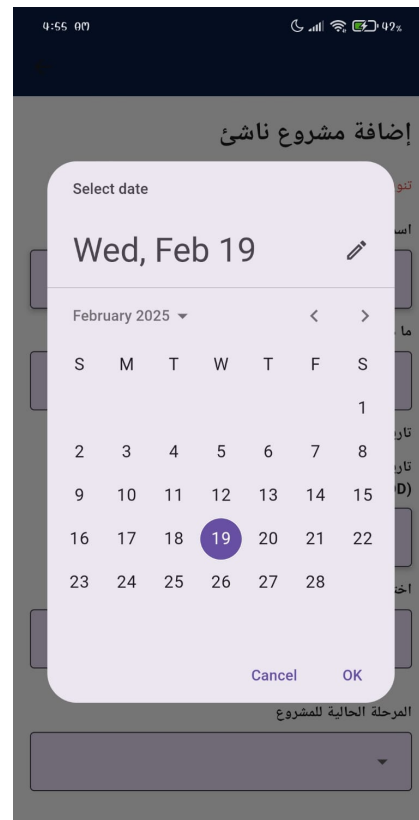 4:55 AM 42%
إضافة مشروع ناشئ
Select date
Wed, Feb 19
February 2025
S M T W T F S
1
2 3 4 5 6 7 8
9 10 11 12 13 14 15
16 17 18 19 20 21 22
23 24 25 26 27 28
Cancel OK
المرحلة الحالية للمشروع